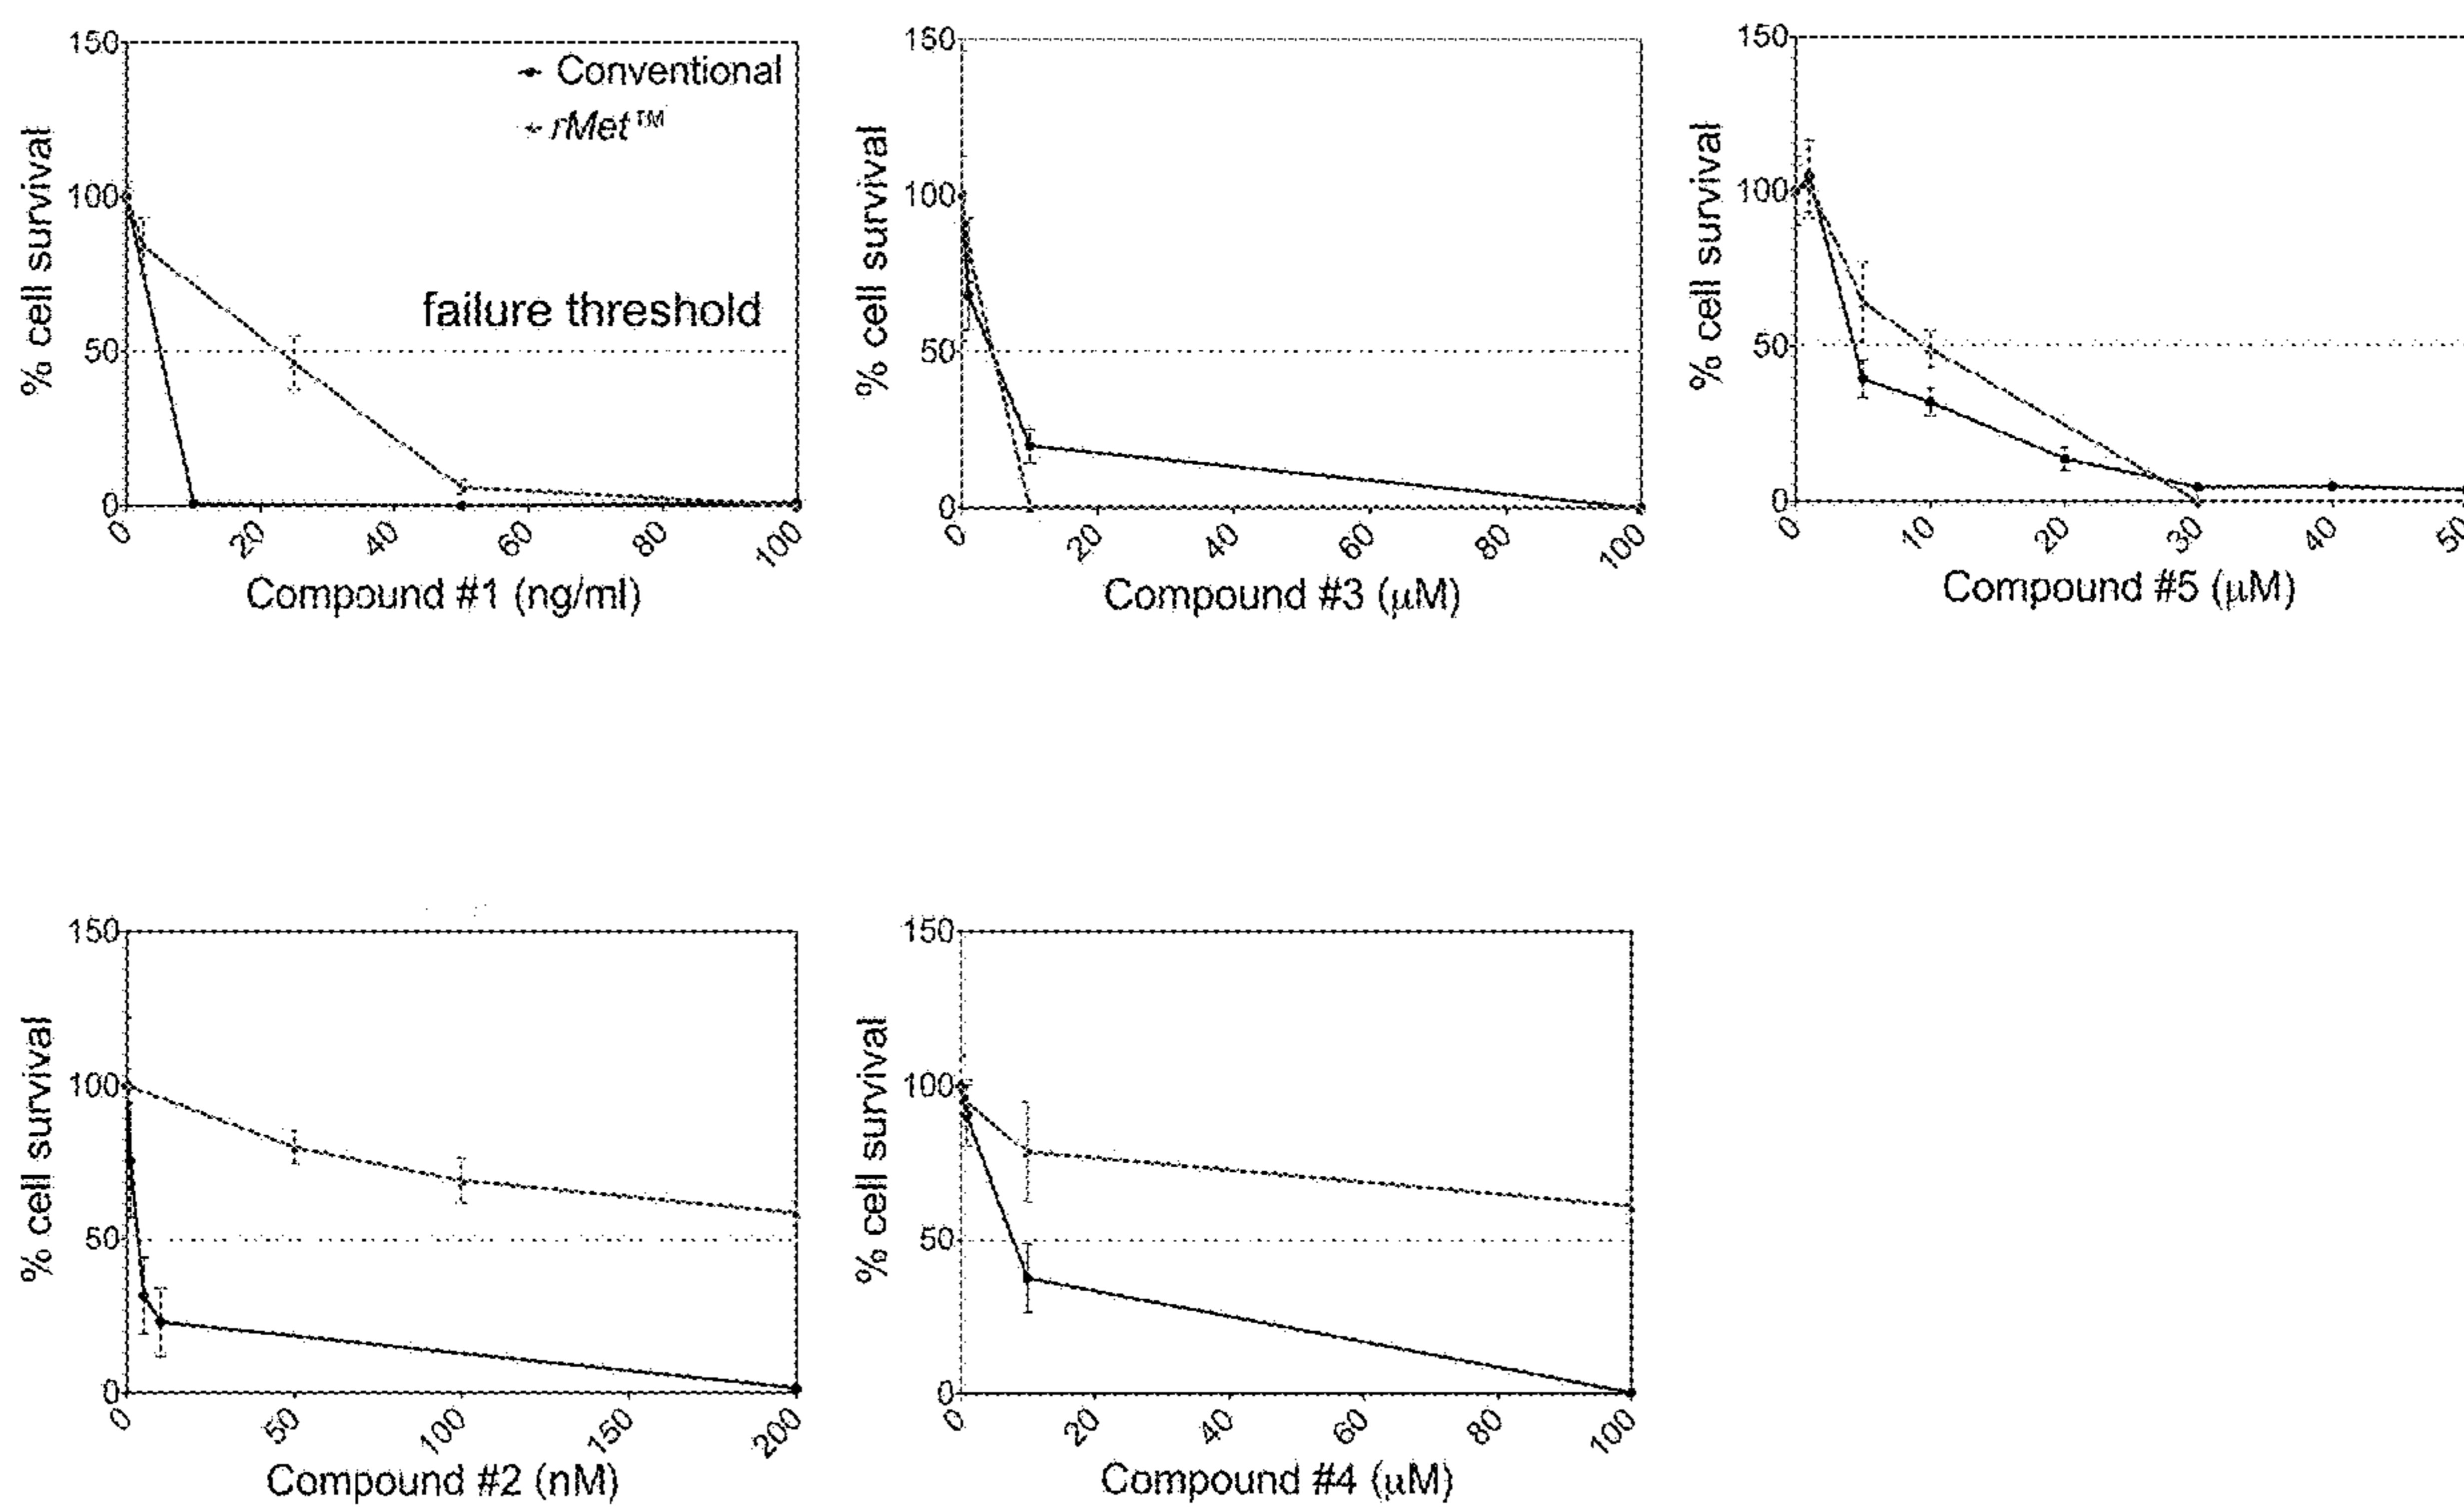 150
100
50
0
% cell survival
Conventional
rMet™
failure threshold
0 20 40 60 80 100
Compound #1 (ng/ml)
150
100
50
0
% cell survival
0 20 40 60 80 100
Compound #3 (µM)
150
100
50
0
% cell survival
0 10 20 30 40 50
Compound #5 (µM)
150
100
50
0
% cell survival
0 50 100 150 200
Compound #2 (nM)
150
100
50
0
% cell survival
0 20 40 60 80 100
Compound #4 (µM)